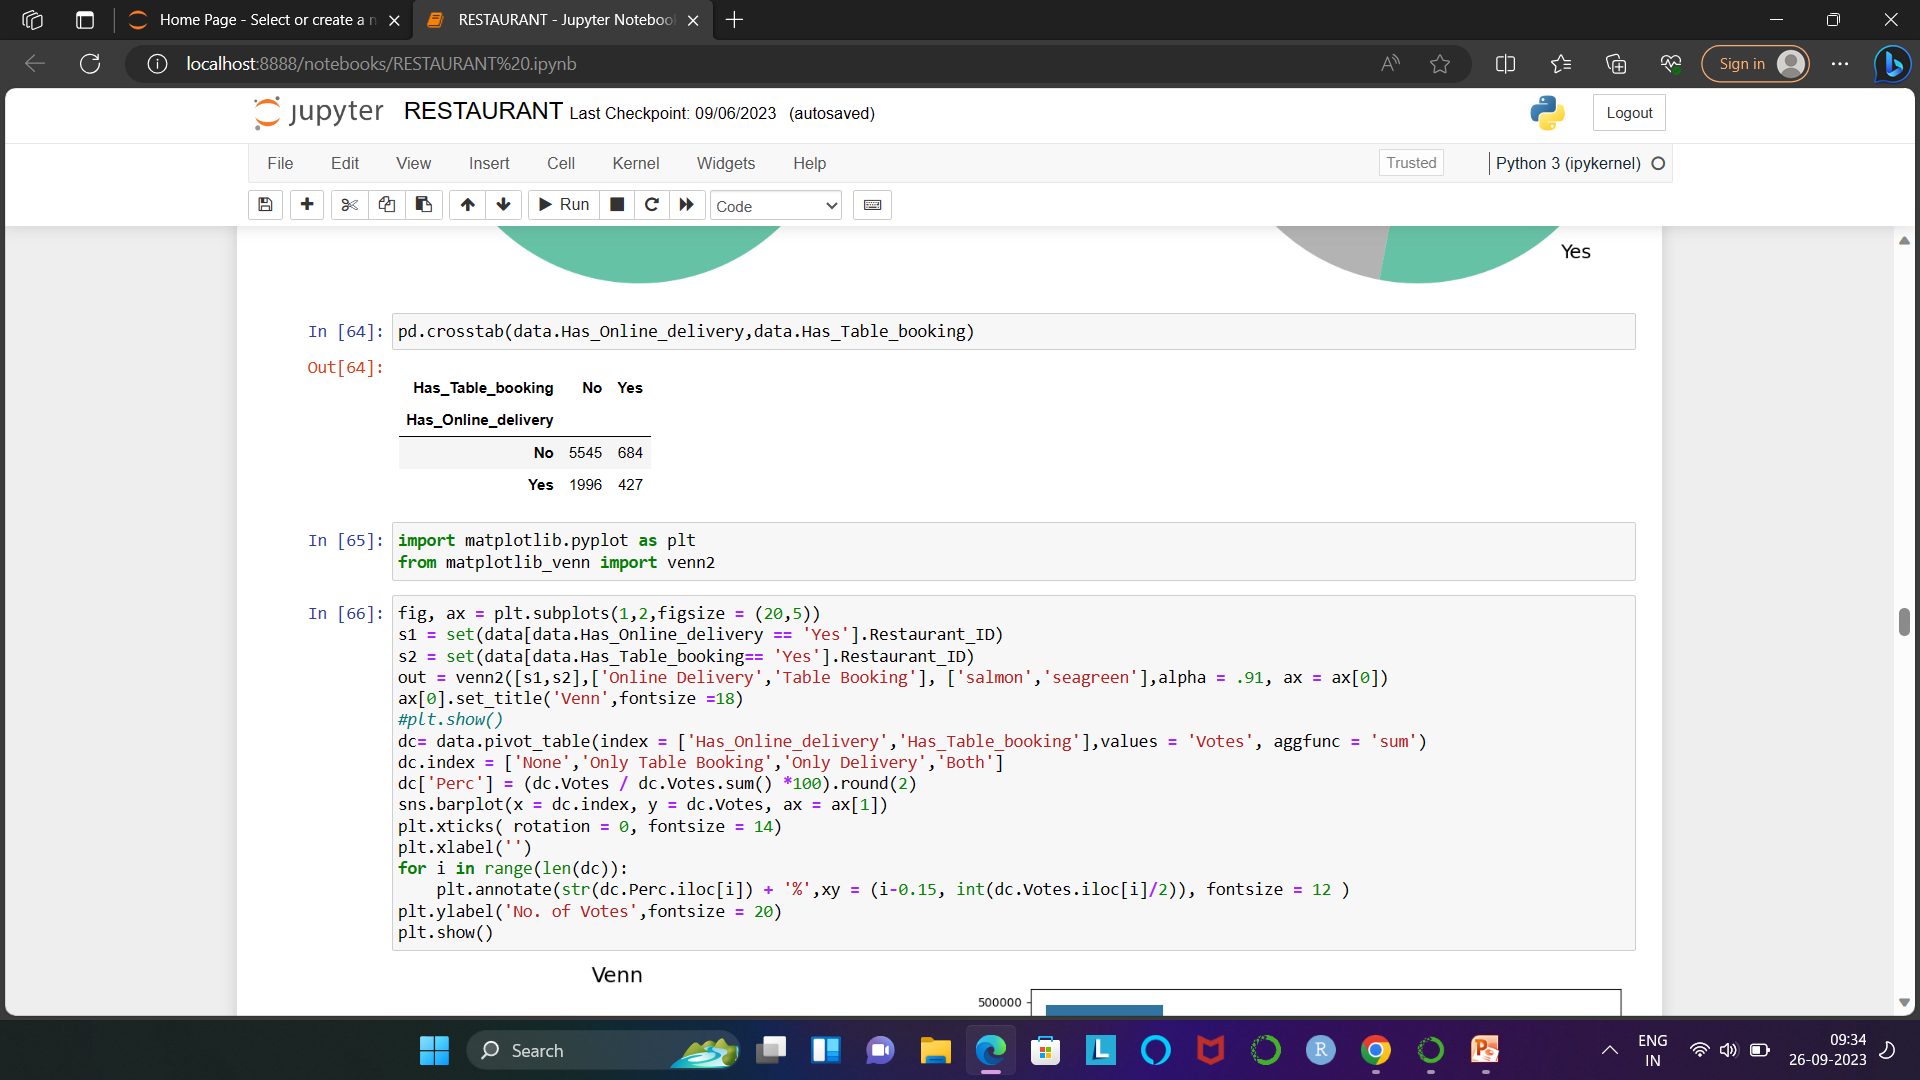 Home Page - Select or create a n
RESTAURANT - Jupyter Notebook
localhost:8888/notebooks/RESTAURANT%20.ipynb
Sign in
jupyter RESTAURANT Last Checkpoint: 09/06/2023 (autosaved)
Logout
File Edit View Insert Cell Kernel Widgets Help
Trusted
Python 3 (ipykernel)
Run
Code
Yes
In [64]: pd.crosstab(data.Has_Online_delivery,data.Has_Table_booking)
Out[64]:
Has_Table_booking No Yes
Has_Online_delivery
No 5545 684
Yes 1996 427
In [65]: import matplotlib.pyplot as plt
from matplotlib_venn import venn2
In [66]: fig, ax = plt.subplots(1,2,figsize = (20,5))
s1 = set(data[data.Has_Online_delivery == 'Yes'].Restaurant_ID)
s2 = set(data[data.Has_Table_booking== 'Yes'].Restaurant_ID)
out = venn2([s1,s2],['Online Delivery','Table Booking'], ['salmon','seagreen'],alpha = .91, ax = ax[0])
ax[0].set_title('Venn',fontsize =18)
#plt.show()
dc= data.pivot_table(index = ['Has_Online_delivery','Has_Table_booking'],values = 'Votes', aggfunc = 'sum')
dc.index = ['None','Only Table Booking','Only Delivery','Both']
dc['Perc'] = (dc.Votes / dc.Votes.sum() *100).round(2)
sns.barplot(x = dc.index, y = dc.Votes, ax = ax[1])
plt.xticks( rotation = 0, fontsize = 14)
plt.xlabel('')
for i in range(len(dc)):
    plt.annotate(str(dc.Perc.iloc[i]) + '%',xy = (i-0.15, int(dc.Votes.iloc[i]/2)), fontsize = 12 )
plt.ylabel('No. of Votes',fontsize = 20)
plt.show()
Venn
500000
Search
ENG
IN
09:34
26-09-2023